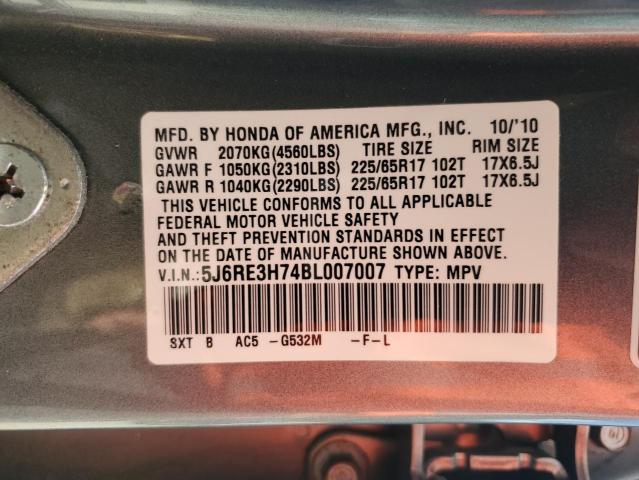 MFD. BY HONDA OF AMERICA MFG., INC. 10/'10
GVWR 2070KG(4560LBS) TIRE SIZE RIM SIZE
GAWR F 1050KG(2310LBS) 225/65R17 102T 17X6.5J
GAWR R 1040KG(2290LBS) 225/65R17 102T 17X6.5J
THIS VEHICLE CONFORMS TO ALL APPLICABLE
FEDERAL MOTOR VEHICLE SAFETY
AND THEFT PREVENTION STANDARDS IN EFFECT
ON THE DATE OF MANUFACTURE SHOWN ABOVE.
V.I.N.:5J6RE3H74BL007007 TYPE: MPV
SXT B AC5 -G532M -F-L